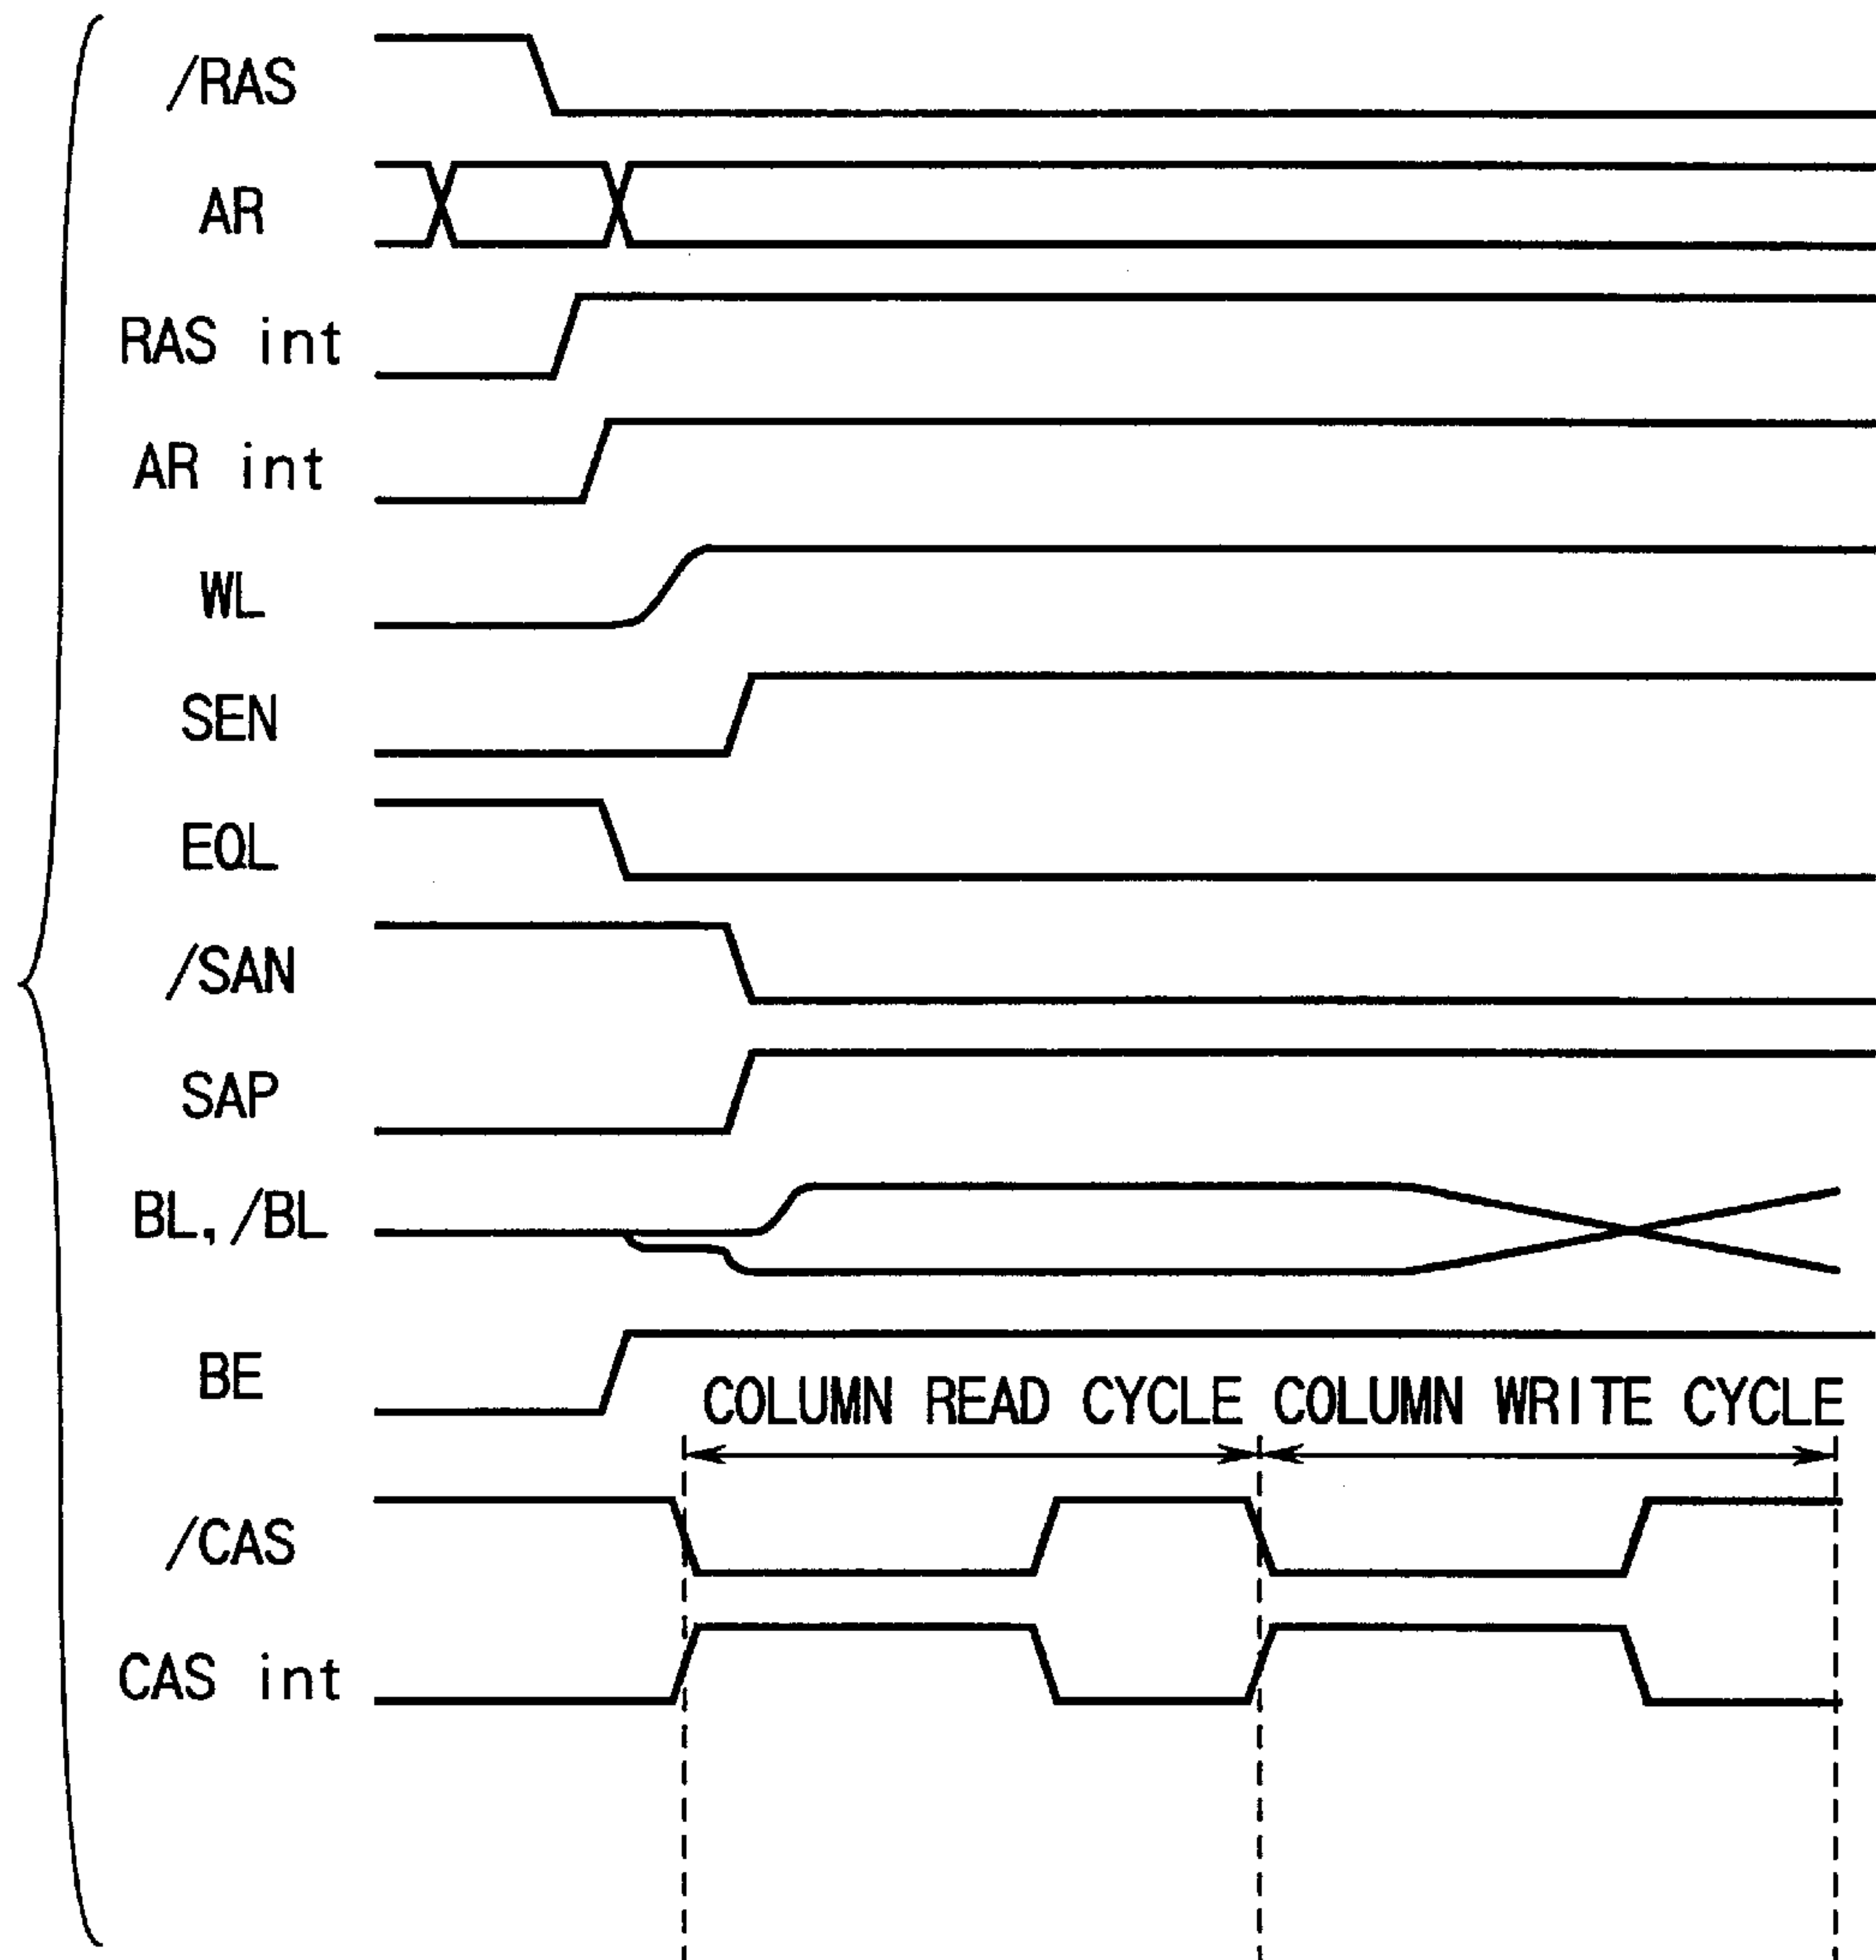 /RAS
AR
RAS int
AR int
WL
SEN
EQL
/SAN
SAP
BL,/BL
BE
COLUMN READ CYCLE COLUMN WRITE CYCLE
/CAS
CAS int